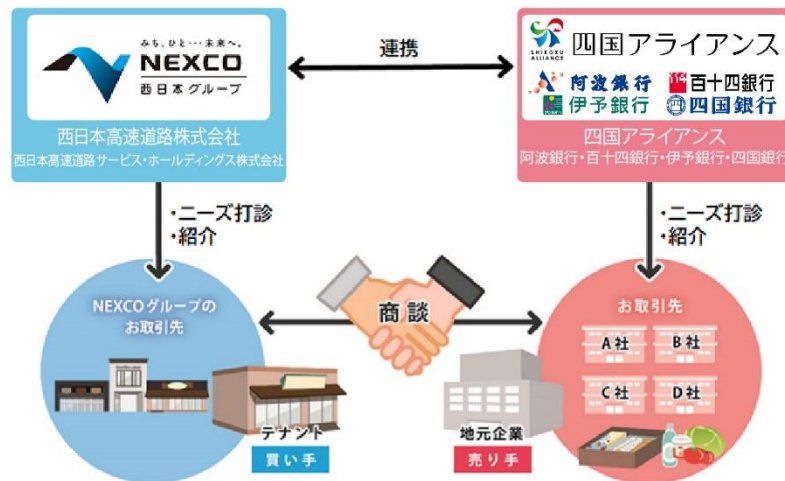 みち、ひと…未来へ。
NEXCO
西日本グループ
西日本高速道路株式会社
西日本高速道路サービス・ホールディングス株式会社
連携
SHIKOKU
ALLIANCE
四国アライアンス
阿波銀行
百十四銀行
伊予銀行
四国銀行
四国アライアンス
阿波銀行・百十四銀行・伊予銀行・四国銀行
・ニーズ打診
・紹介
・ニーズ打診
・紹介
NEXCOグループの
お取引先
商談
お取引先
A社
B社
C社
D社
テナント
買い手
地元企業
売り手